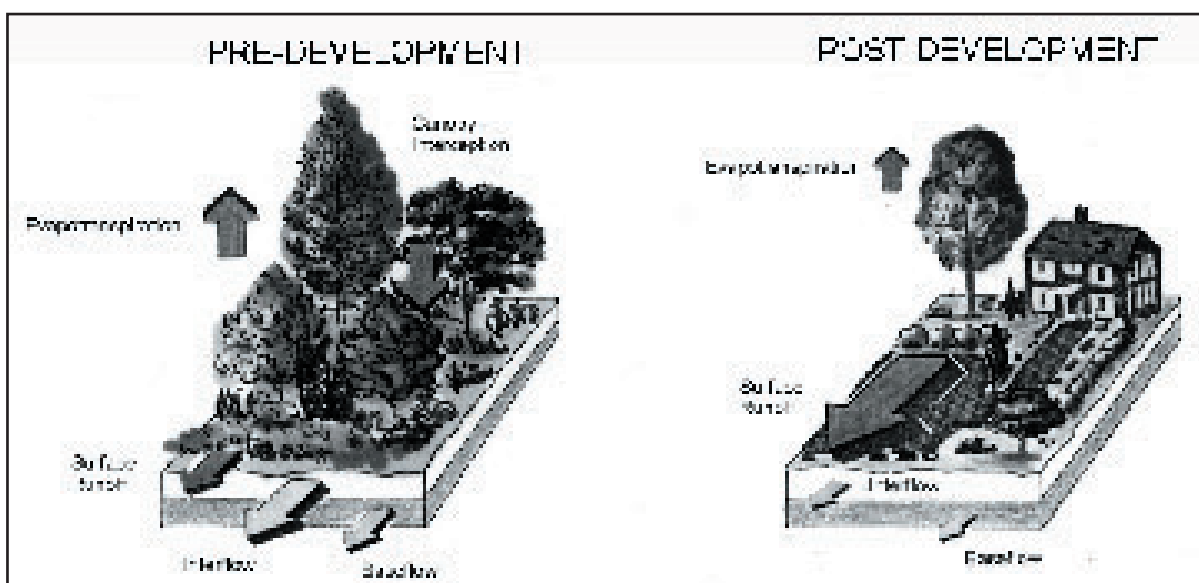 PRE-DEVELOPMENT
Canopy
Interception
Evapotranspiration
Surface
Runoff
Interflow
Baseflow
POST DEVELOPMENT
Evapotranspiration
Surface
Runoff
Interflow
Baseflow